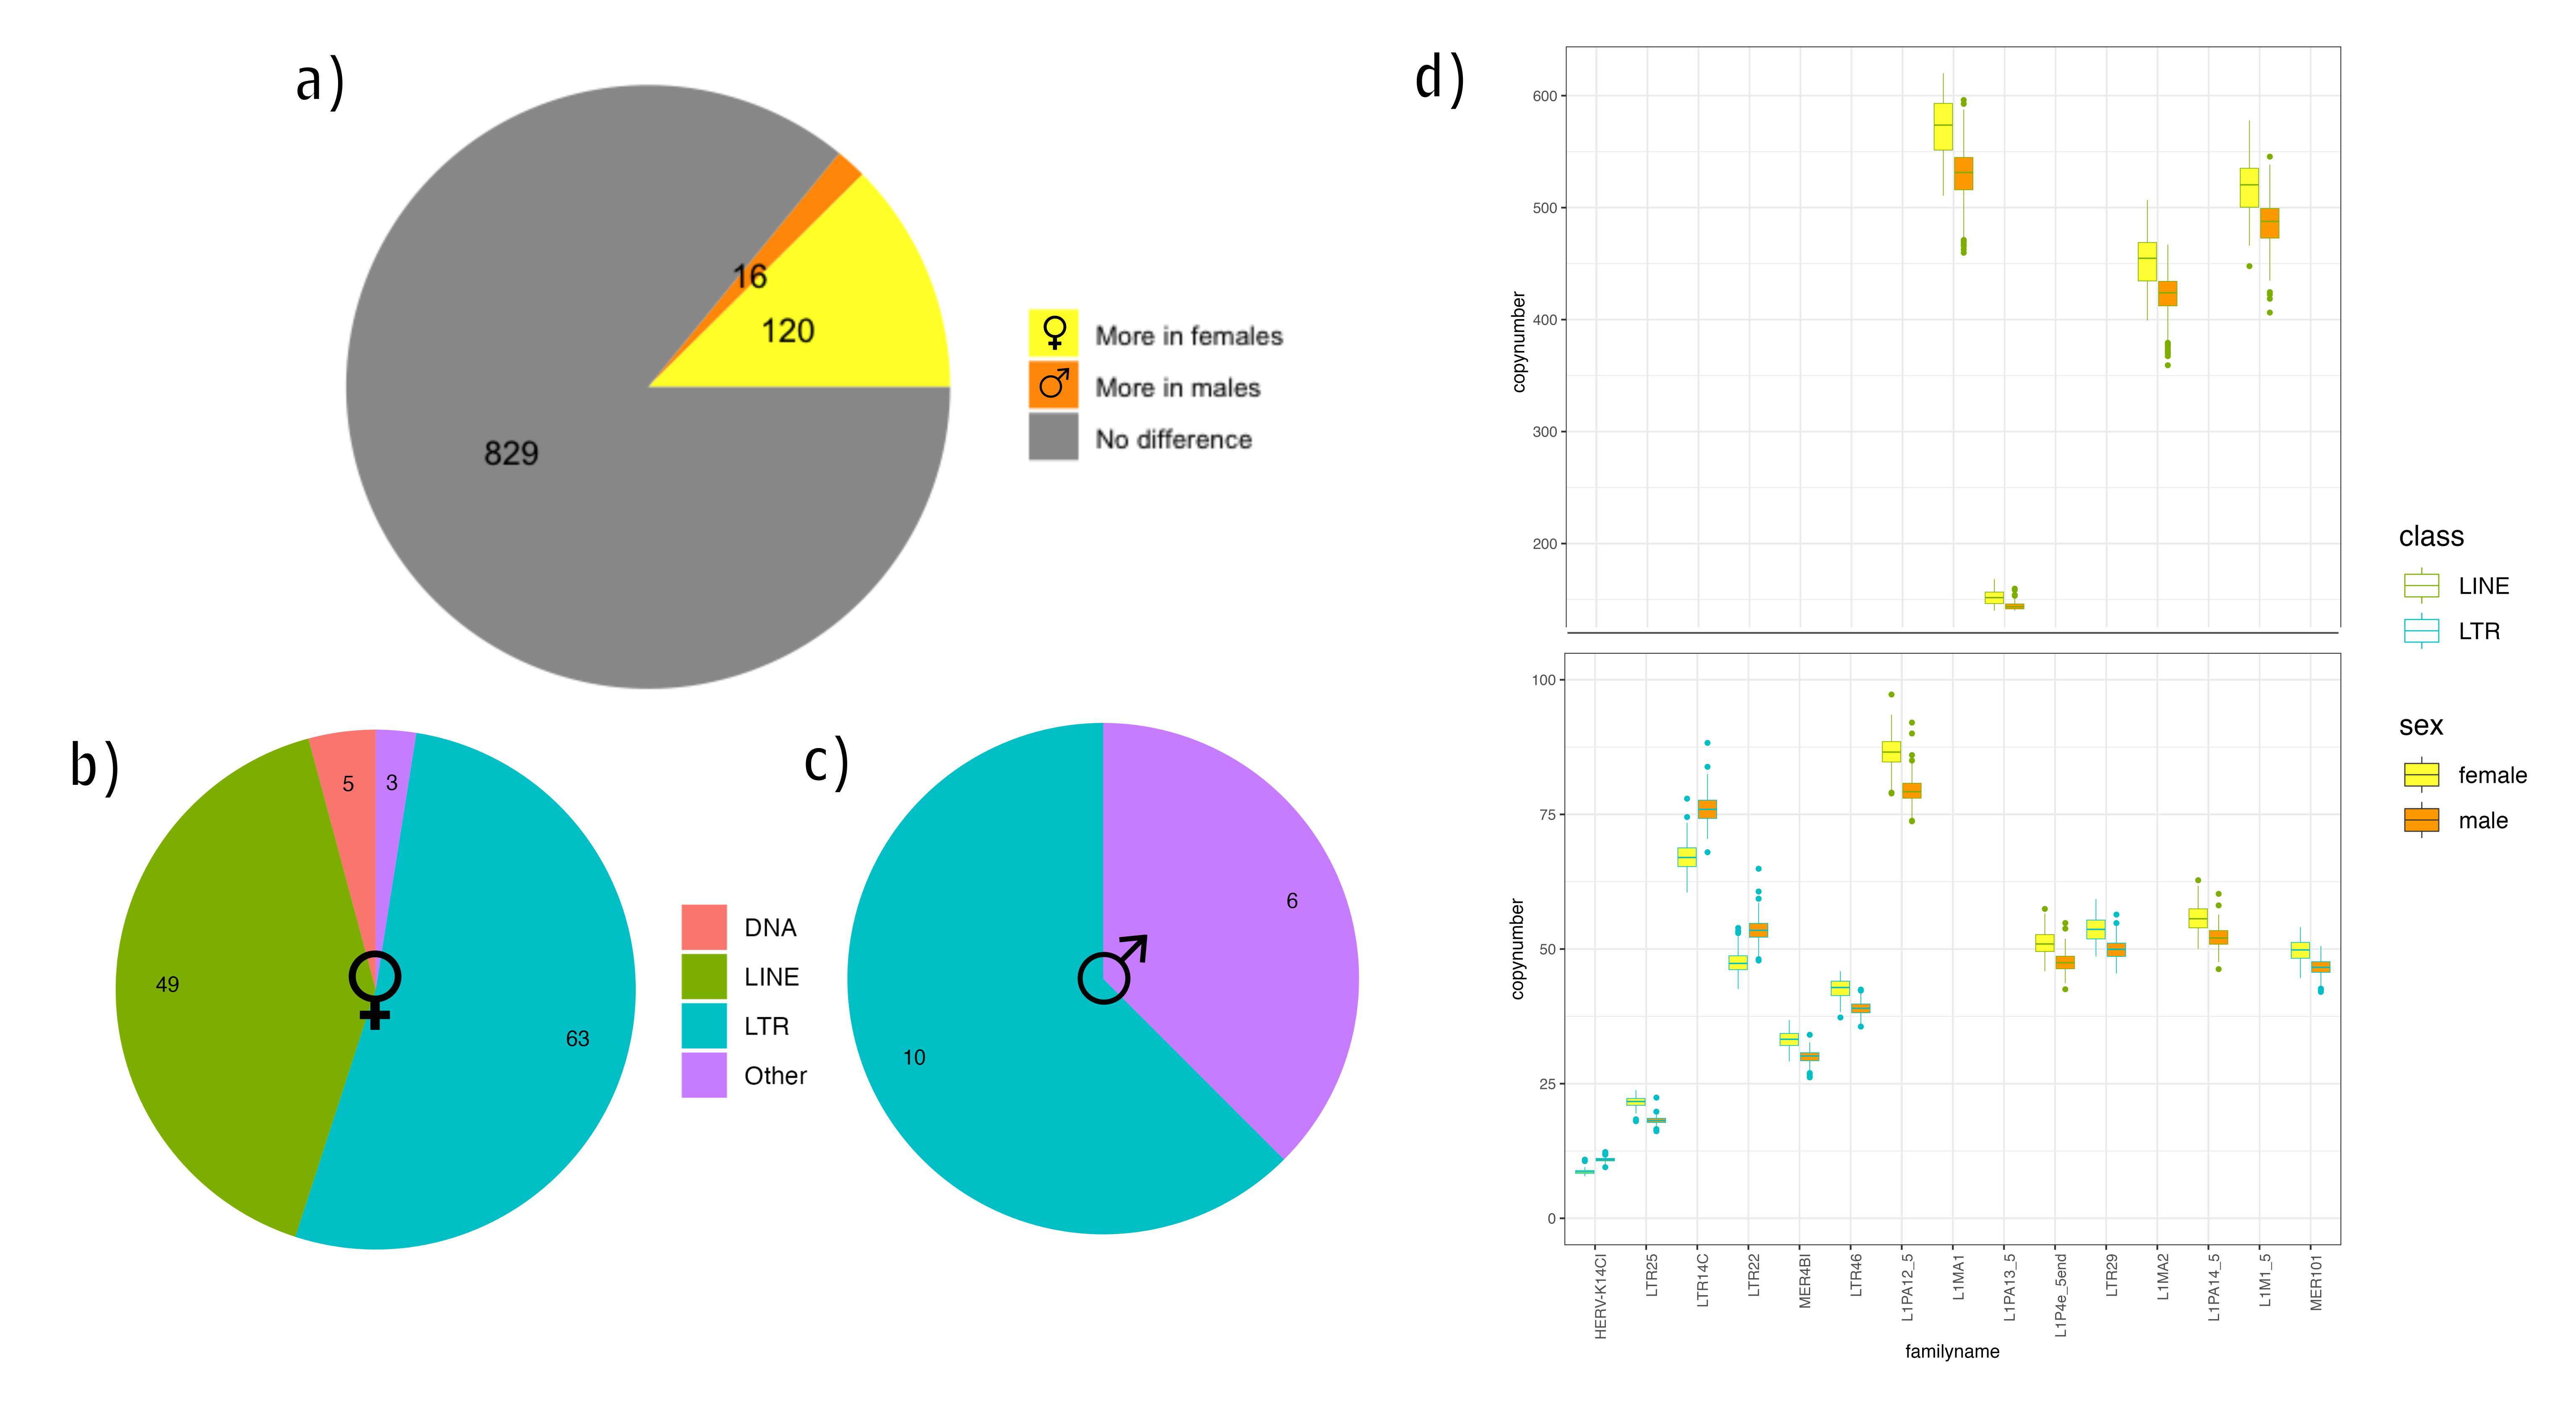 a)
16
120
829
♀ More in females
♂ More in males
No difference
b)
5
3
49
63
♀
DNA
LINE
LTR
Other
c)
6
10
♂
d)
600
500
400
300
200
copynumber
100
75
50
25
0
copynumber
HERV-K14CI
LTR25
LTR14C
LTR22
MER4BI
LTR46
L1PA12_5
L1MA1
L1PA13_5
L1P4e_5end
LTR29
L1MA2
L1PA14_5
L1M1_5
MER101
familyname
class
LINE
LTR
sex
female
male